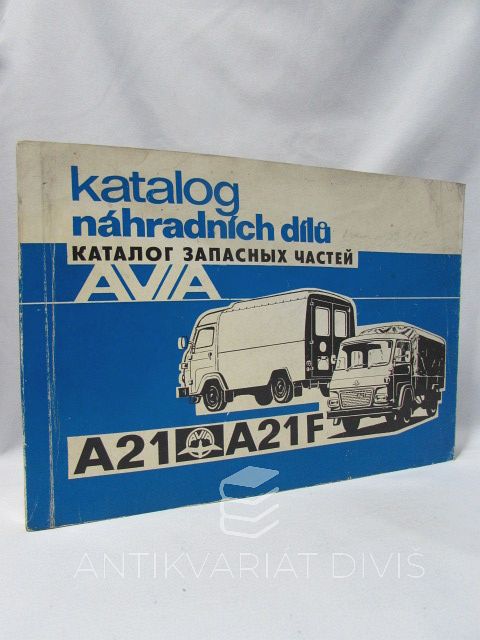 katalog
náhradních dílů
КАТАЛОГ ЗАПАСНЫХ ЧАСТЕЙ
AVIA
A21 A21F
ANTIKVARIÁT DIVIŠ